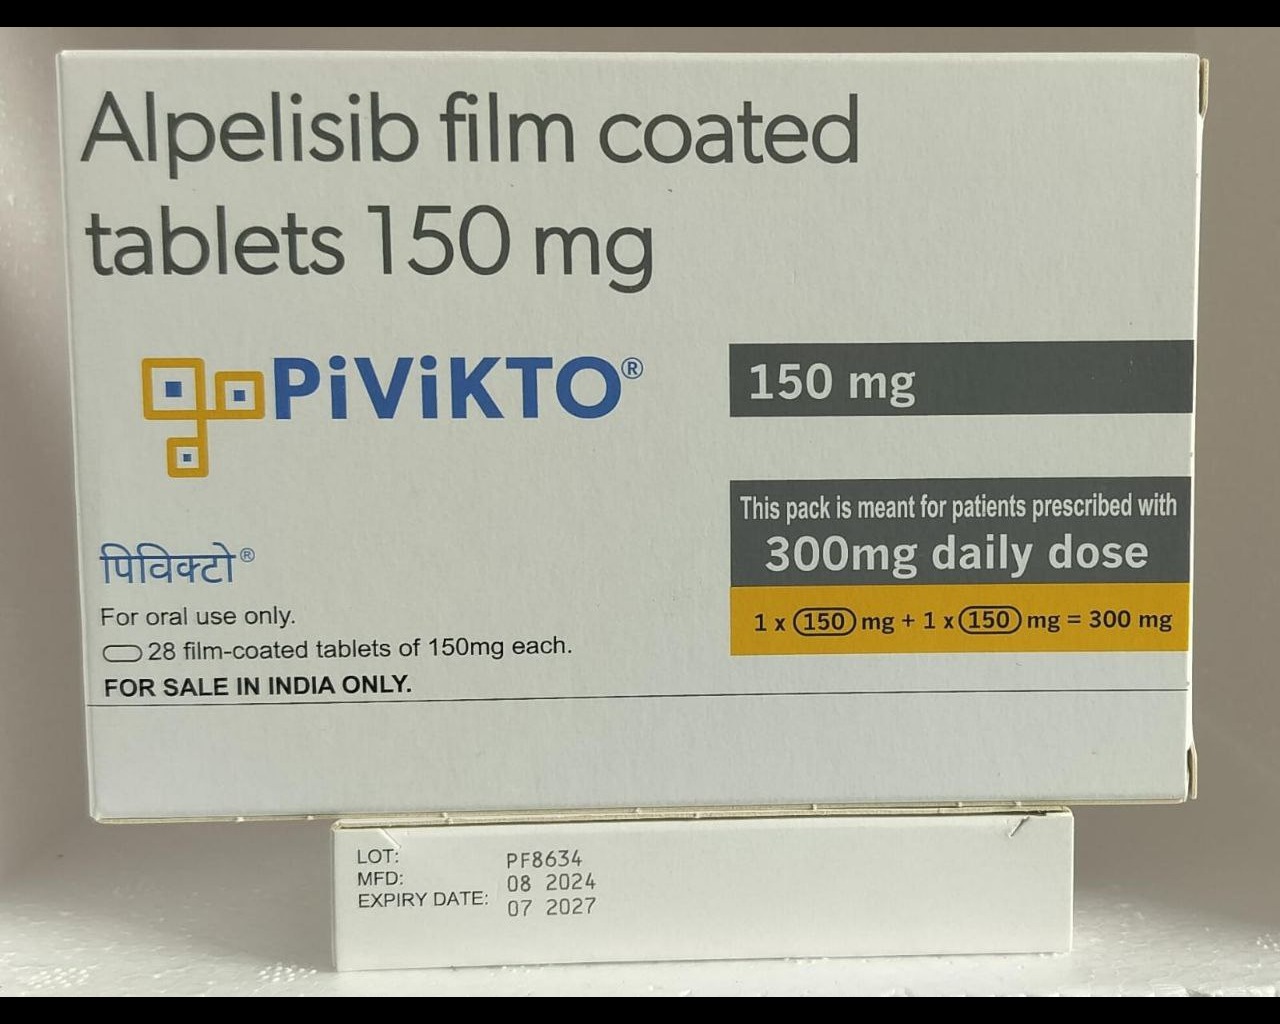 Alpelisib film coated
tablets 150 mg
PiViKTO®
150 mg
This pack is meant for patients prescribed with
300mg daily dose
1 x 150 mg + 1 x 150 mg = 300 mg
पिविक्टो®
For oral use only.
28 film-coated tablets of 150mg each.
FOR SALE IN INDIA ONLY.
LOT: PF8634
MFD: 08 2024
EXPIRY DATE: 07 2027